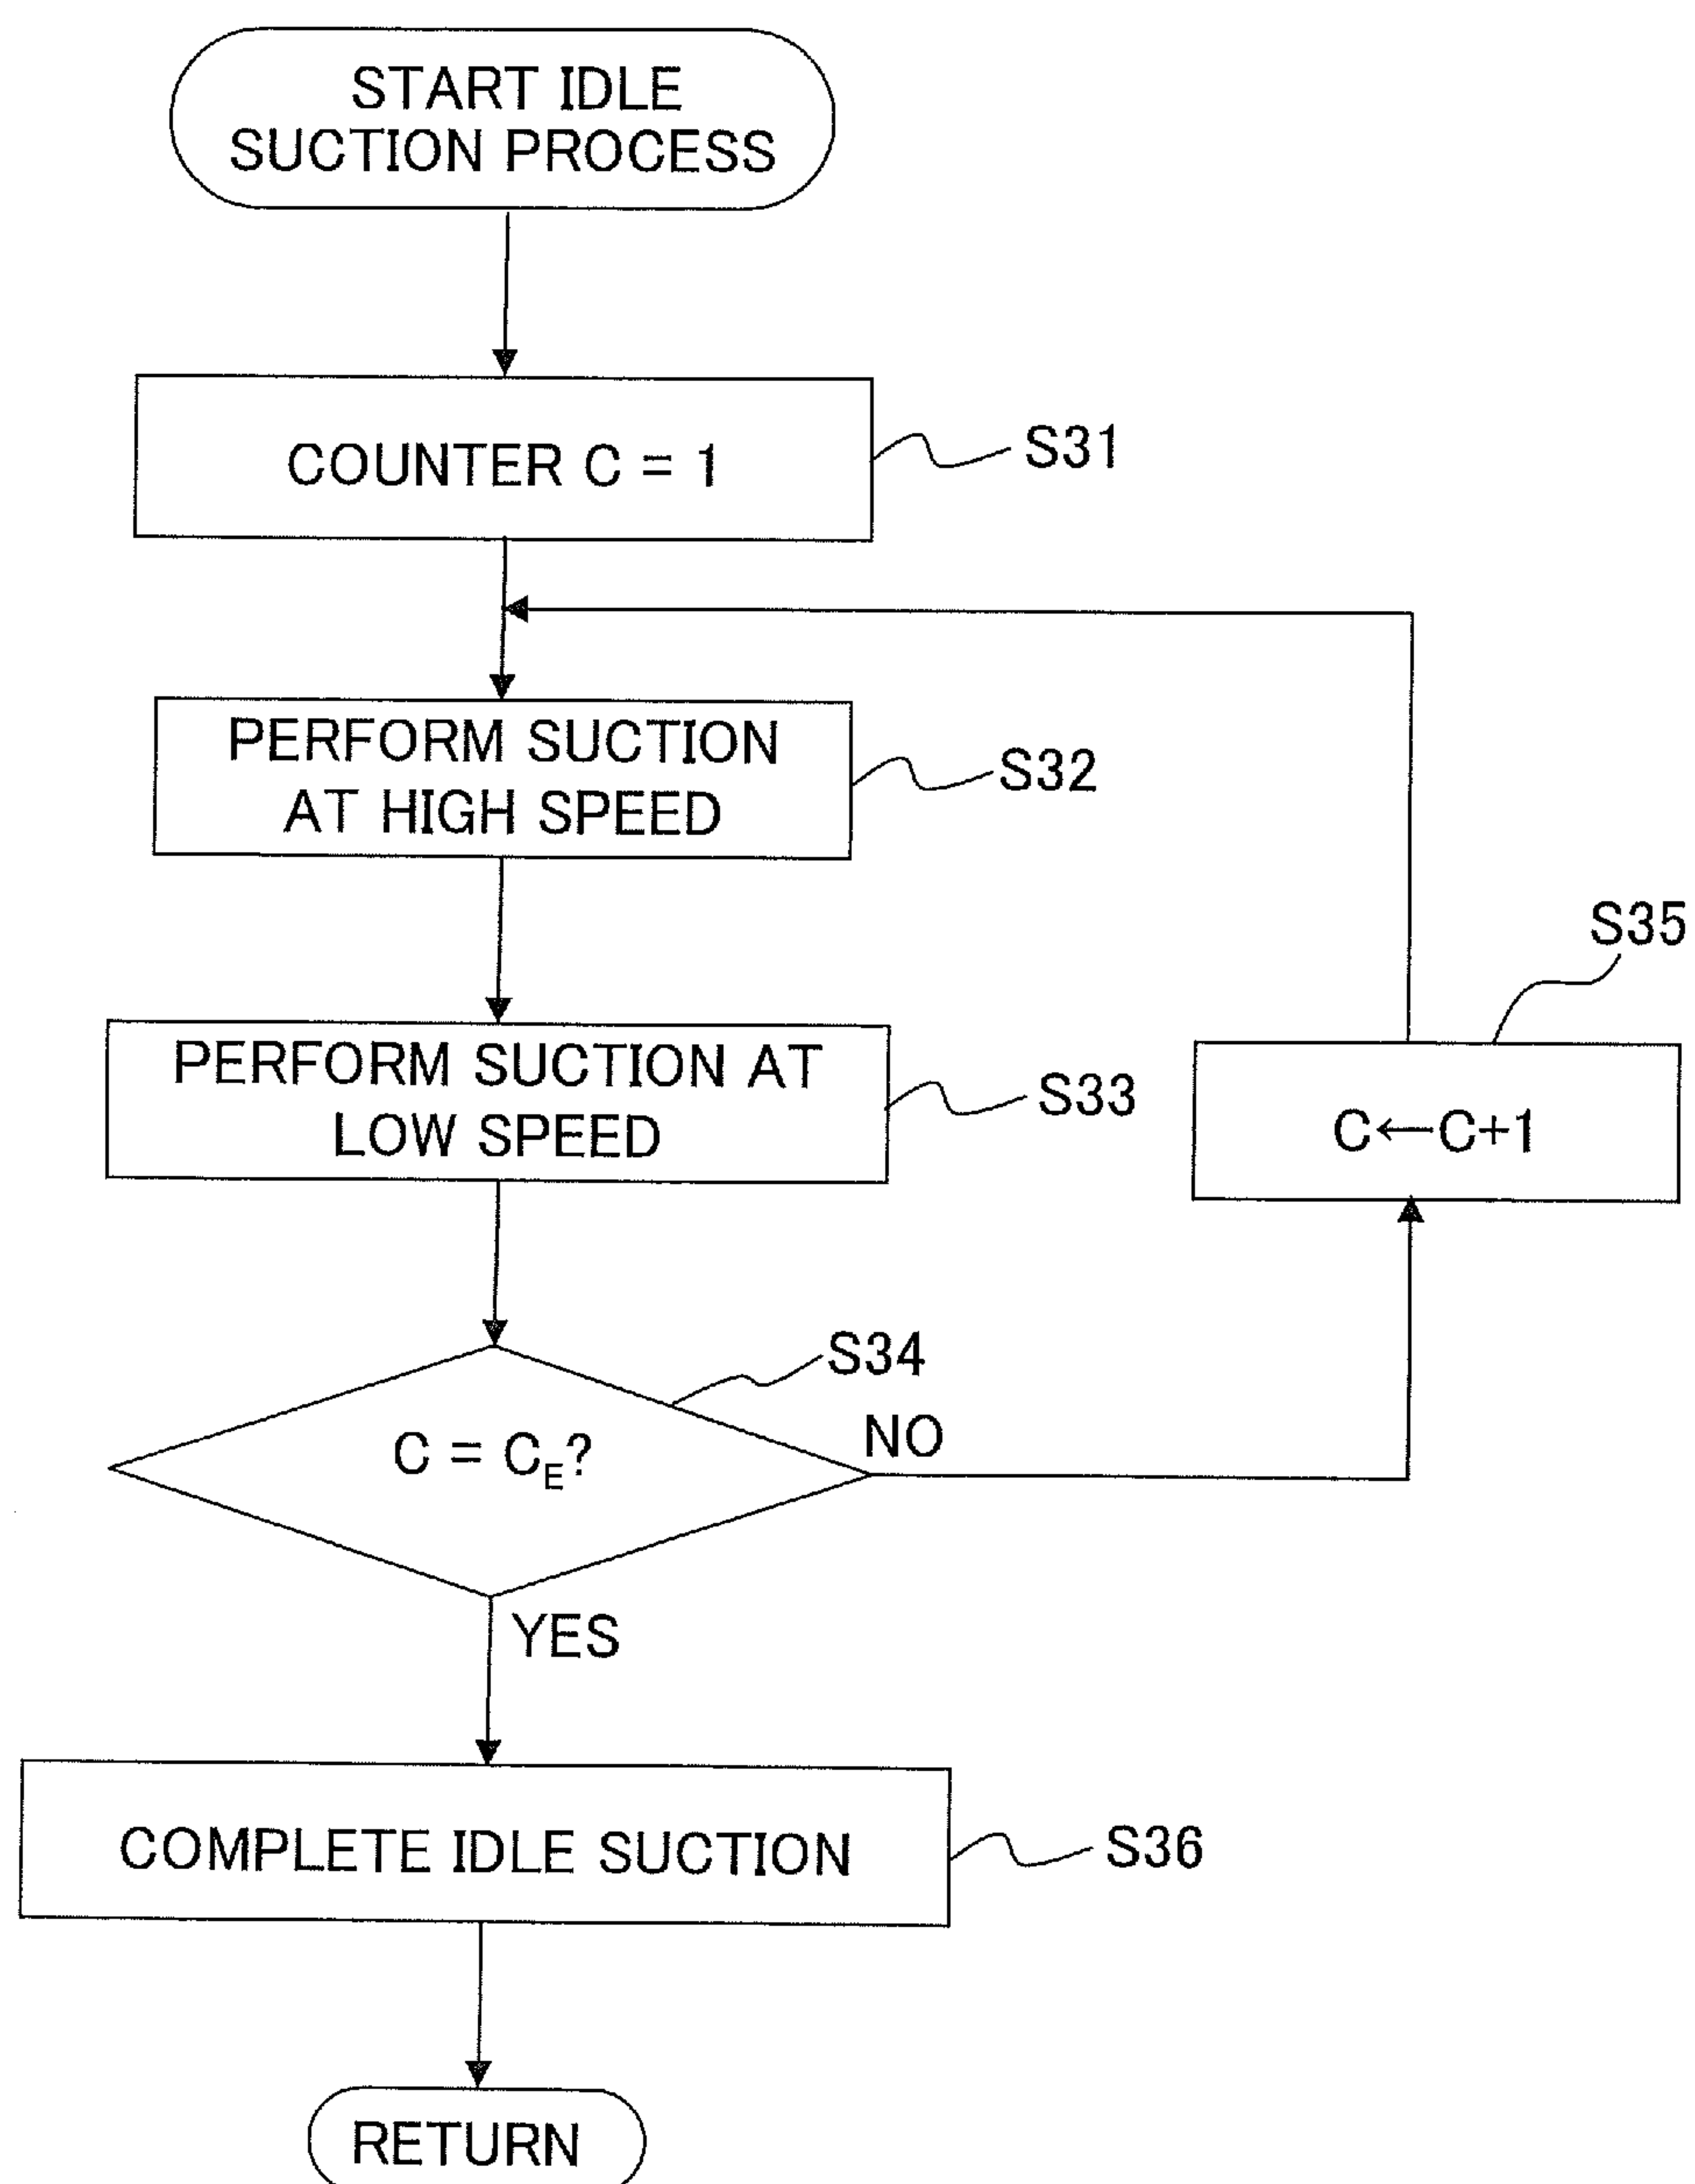 START IDLE
SUCTION PROCESS
COUNTER C = 1
S31
PERFORM SUCTION
AT HIGH SPEED
S32
S35
PERFORM SUCTION AT
LOW SPEED
S33
C←C+1
S34
C = CE?
NO
YES
COMPLETE IDLE SUCTION
S36
RETURN